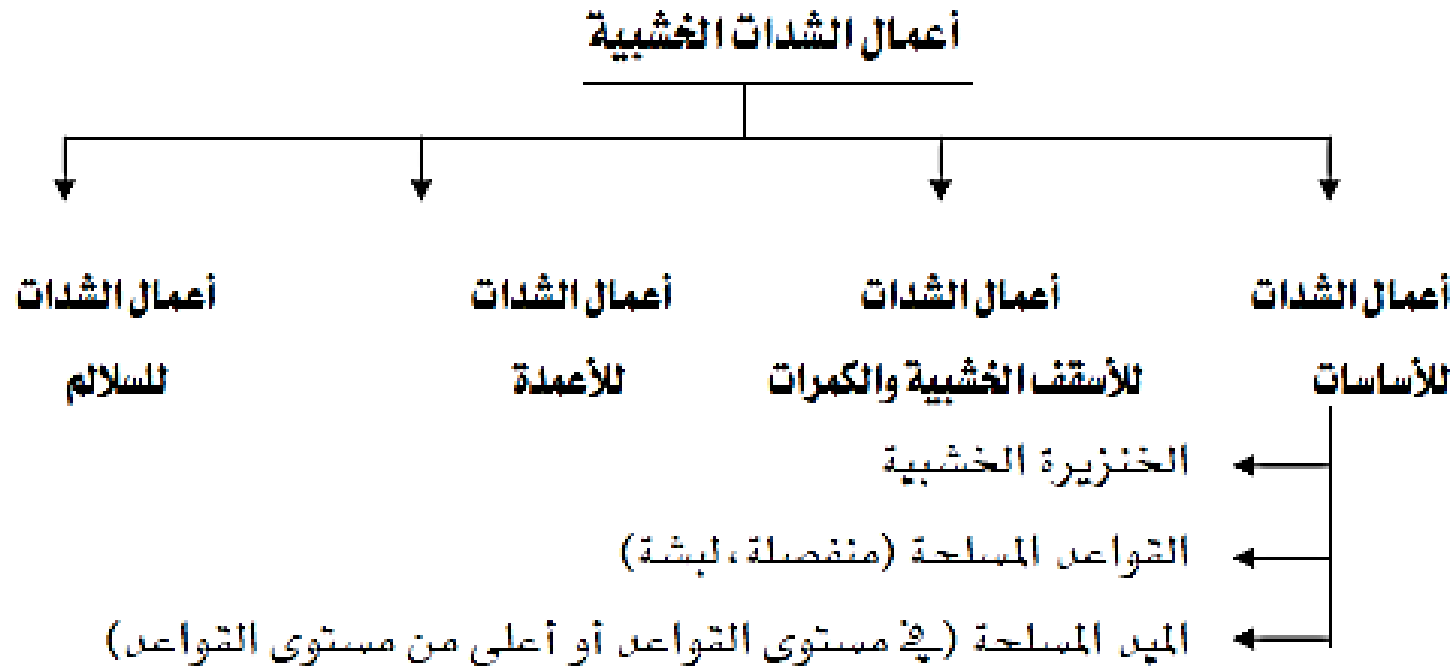 أعمال الشدات الخشبية
أعمال الشدات
للأساسات
أعمال الشدات
للأسقف الخشبية والكمرات
أعمال الشدات
للأعمدة
أعمال الشدات
للسلالم
الخنزيرة الخشبية
القواعد المسلحة (منفصلة، لبشة)
الميد المسلحة (في مستوى القواعد أو أعلى من مستوى القواعد)